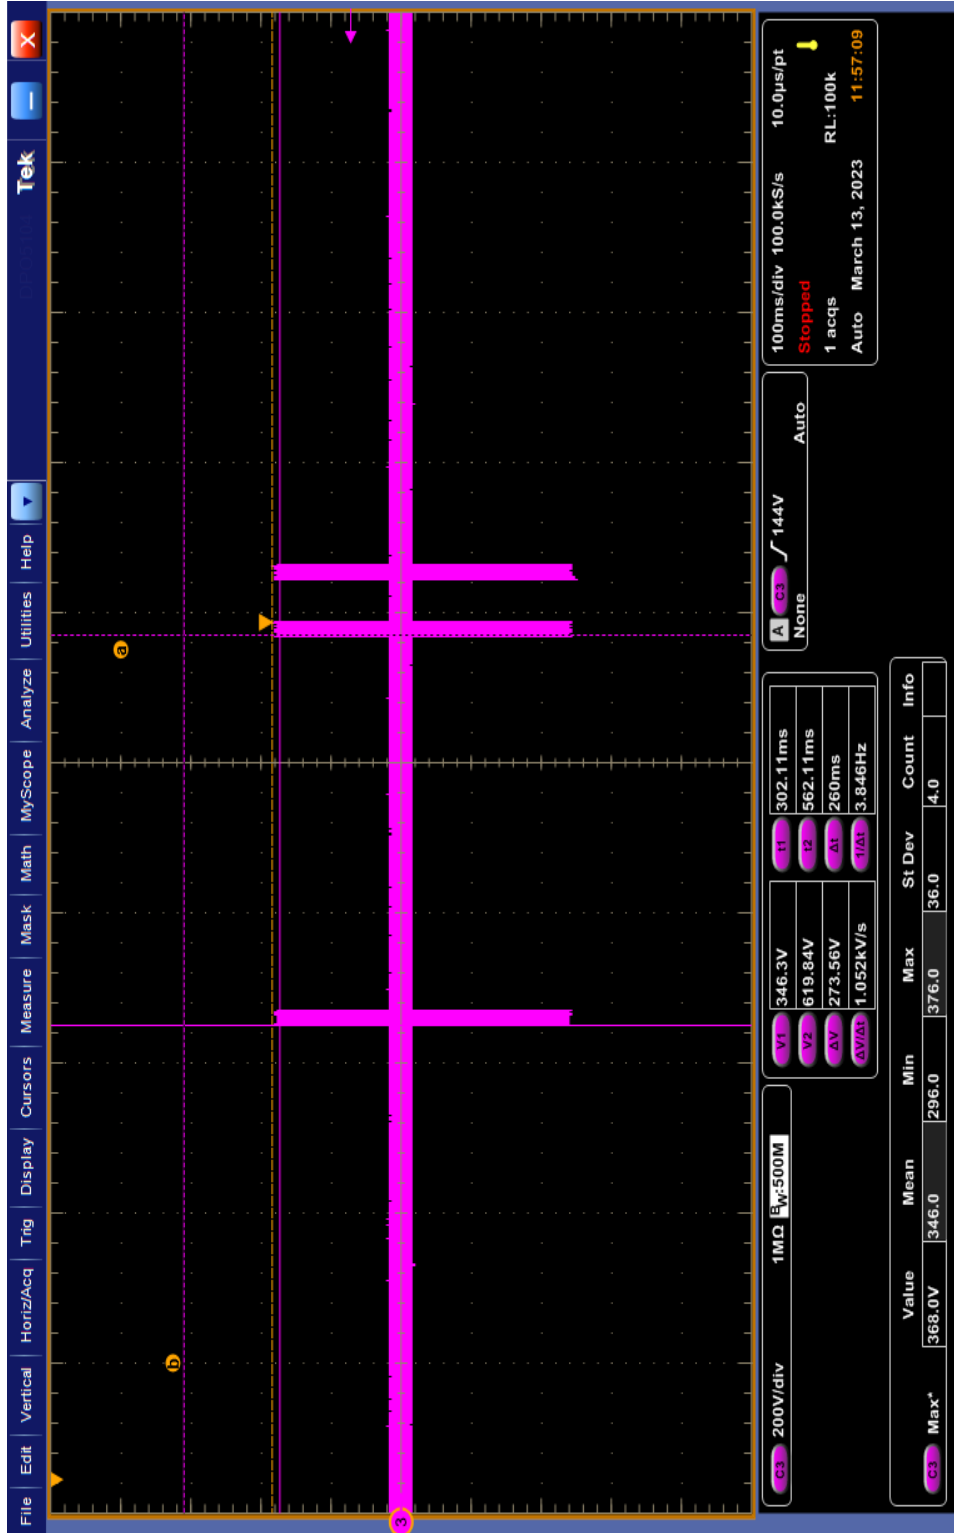 File Edit Vertical Horiz/Acq Trig Display Cursors Measure Mask Math MyScope Analyze Utilities Help Tek X
a
b
3
C3 200V/div 1MΩ BW:500M
V1 346.3V
V2 619.84V
ΔV 273.56V
ΔV/Δt 1.052kV/s
t1 302.11ms
t2 562.11ms
Δt 260ms
1/Δt 3.846Hz
A C3 144V
None Auto
100ms/div 100.0kS/s 10.0µs/pt
Stopped
1 acqs RL:100k
Auto March 13, 2023 11:57:09
Value Mean Min Max St Dev Count Info
C3 Max* 368.0V 346.0 296.0 376.0 36.0 4.0